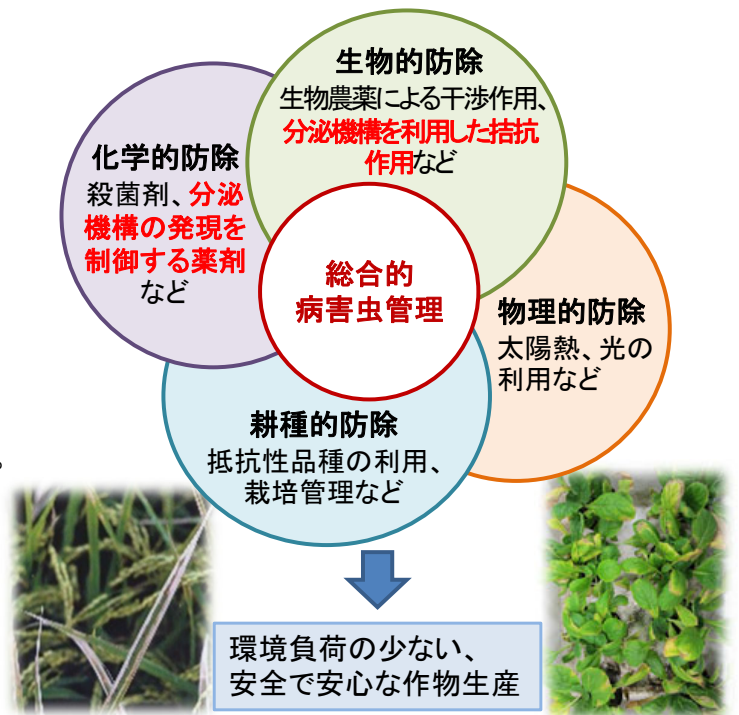 生物的防除
生物農薬による干渉作用、
分泌機構を利用した拮抗
作用など
化学的防除
殺菌剤、分泌
機構の発現を
制御する薬剤
など
総合的
病害虫管理
物理的防除
太陽熱、光の
利用など
耕種的防除
抵抗性品種の利用、
栽培管理など
。
環境負荷の少ない、
安全で安心な作物生産